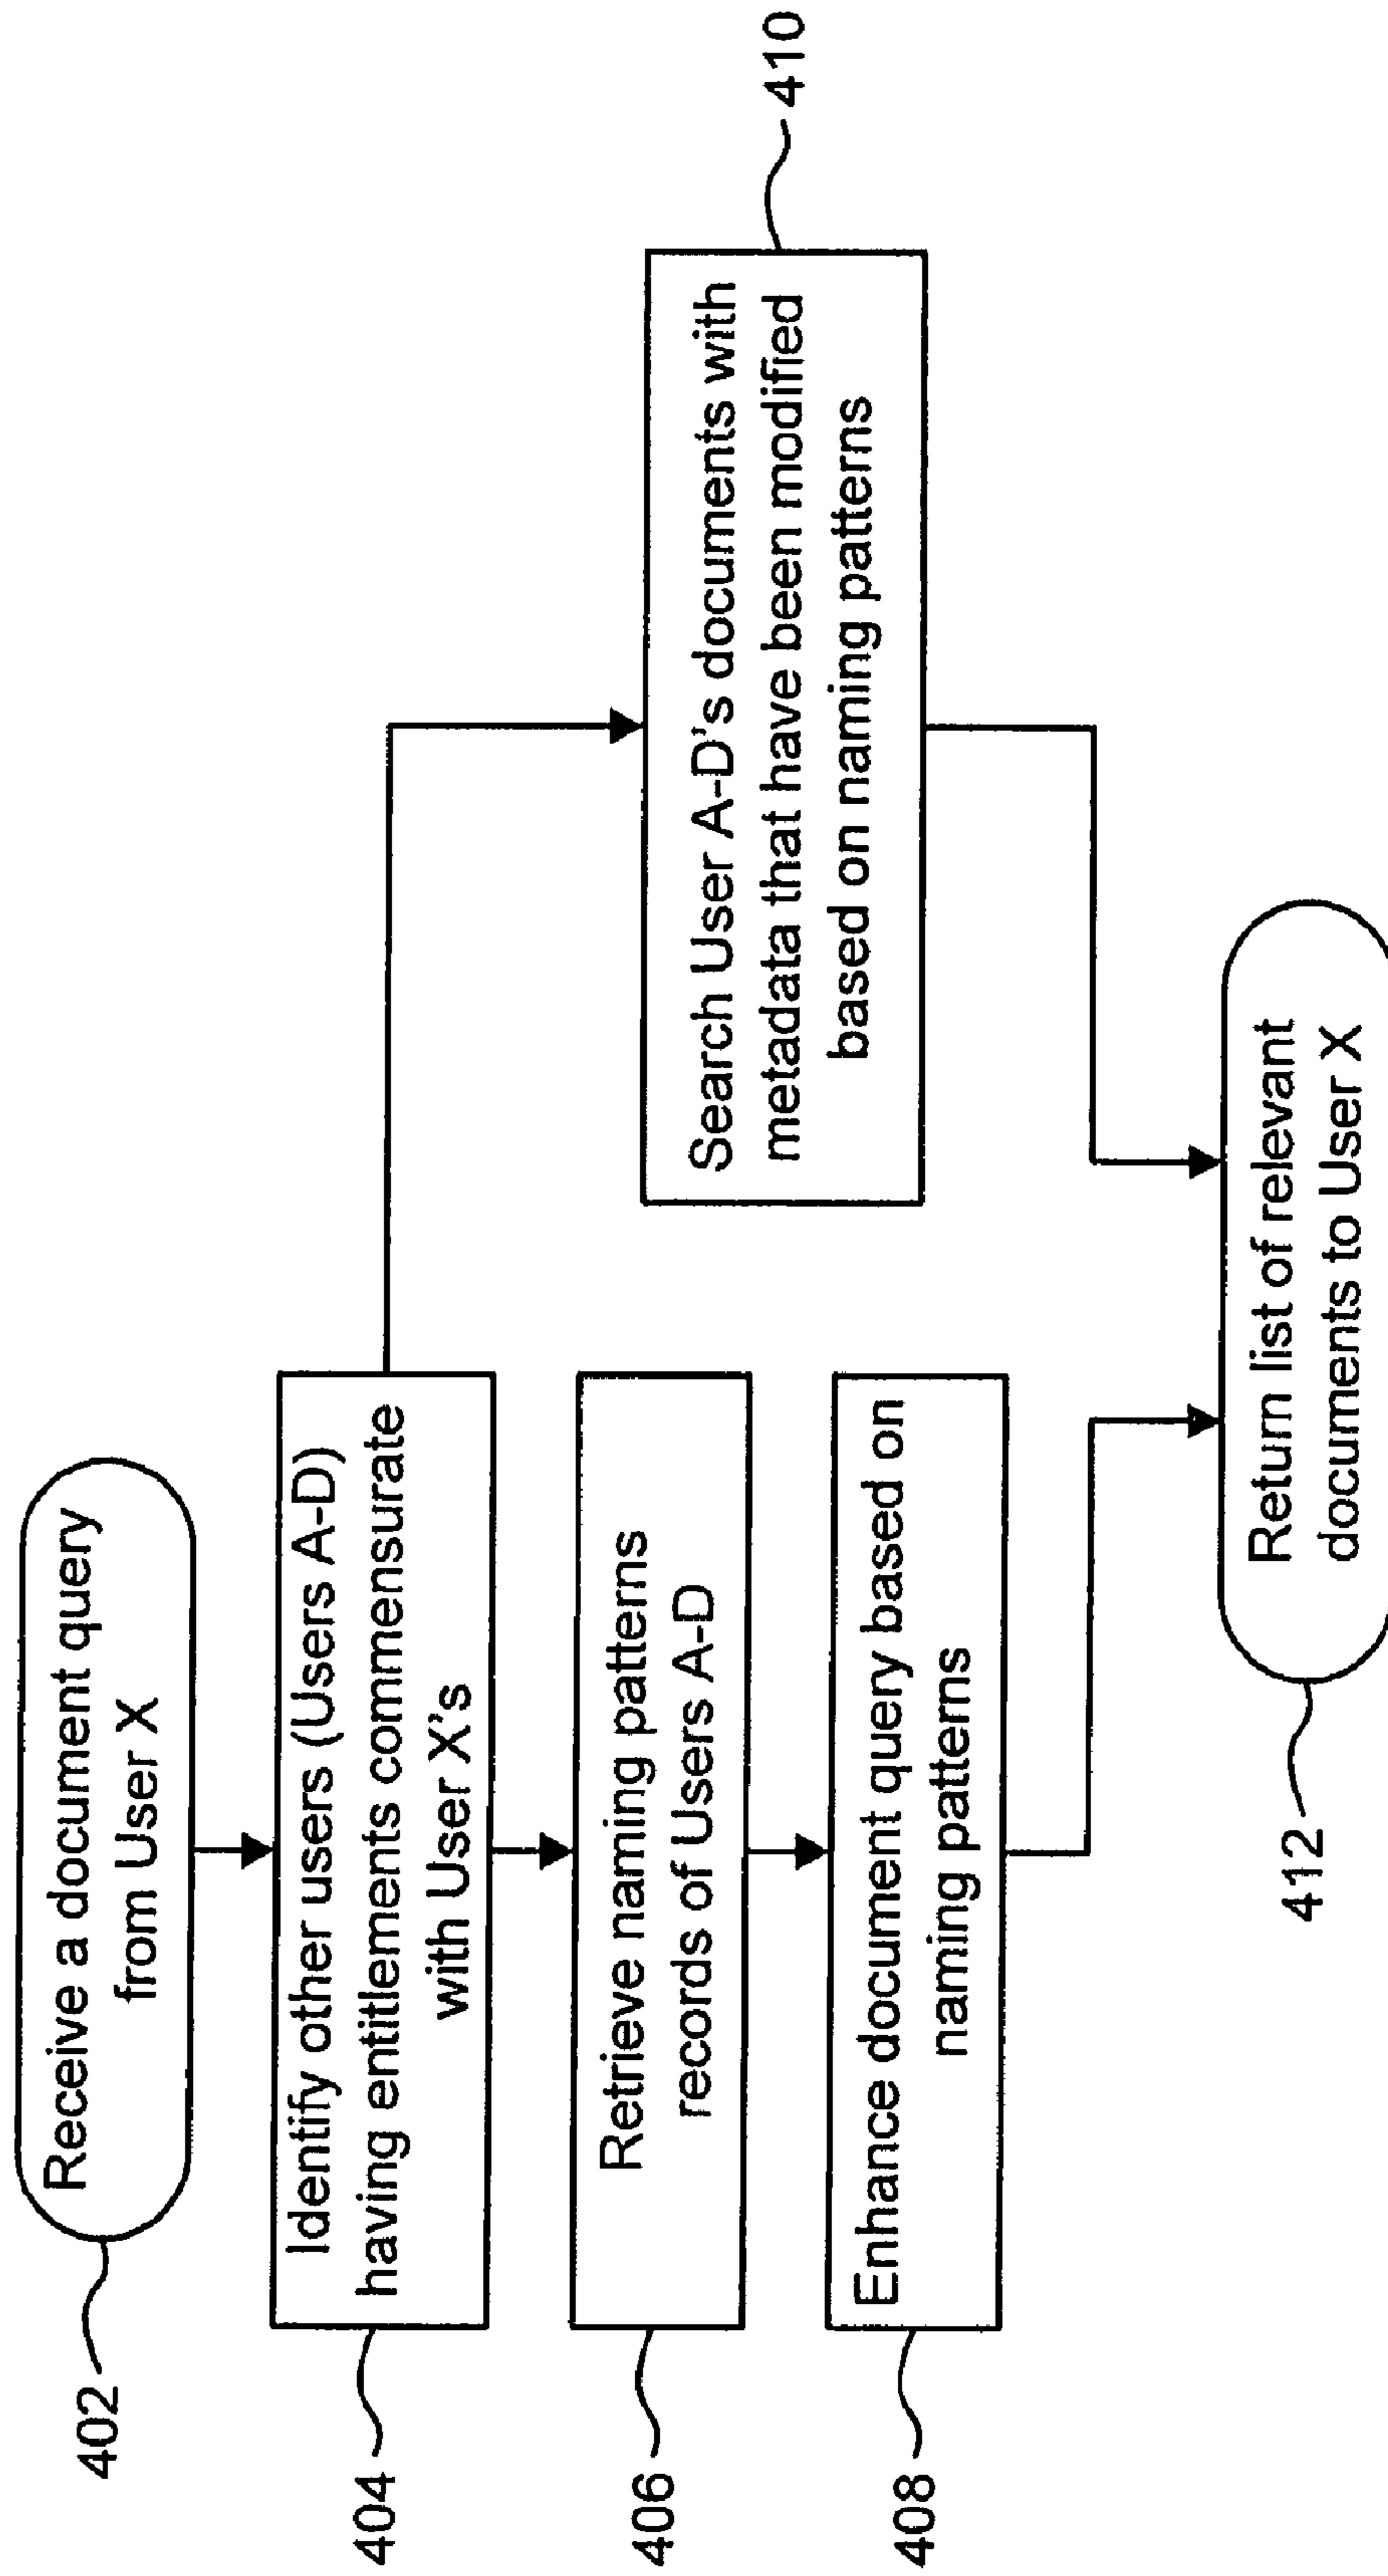 402
Receive a document query
from User X
404
Identify other users (Users A-D)
having entitlements commensurate
with User X's
406
Retrieve naming patterns
records of Users A-D
408
Enhance document query based on
naming patterns
410
Search User A-D's documents with
metadata that have been modified
based on naming patterns
412
Return list of relevant
documents to User X